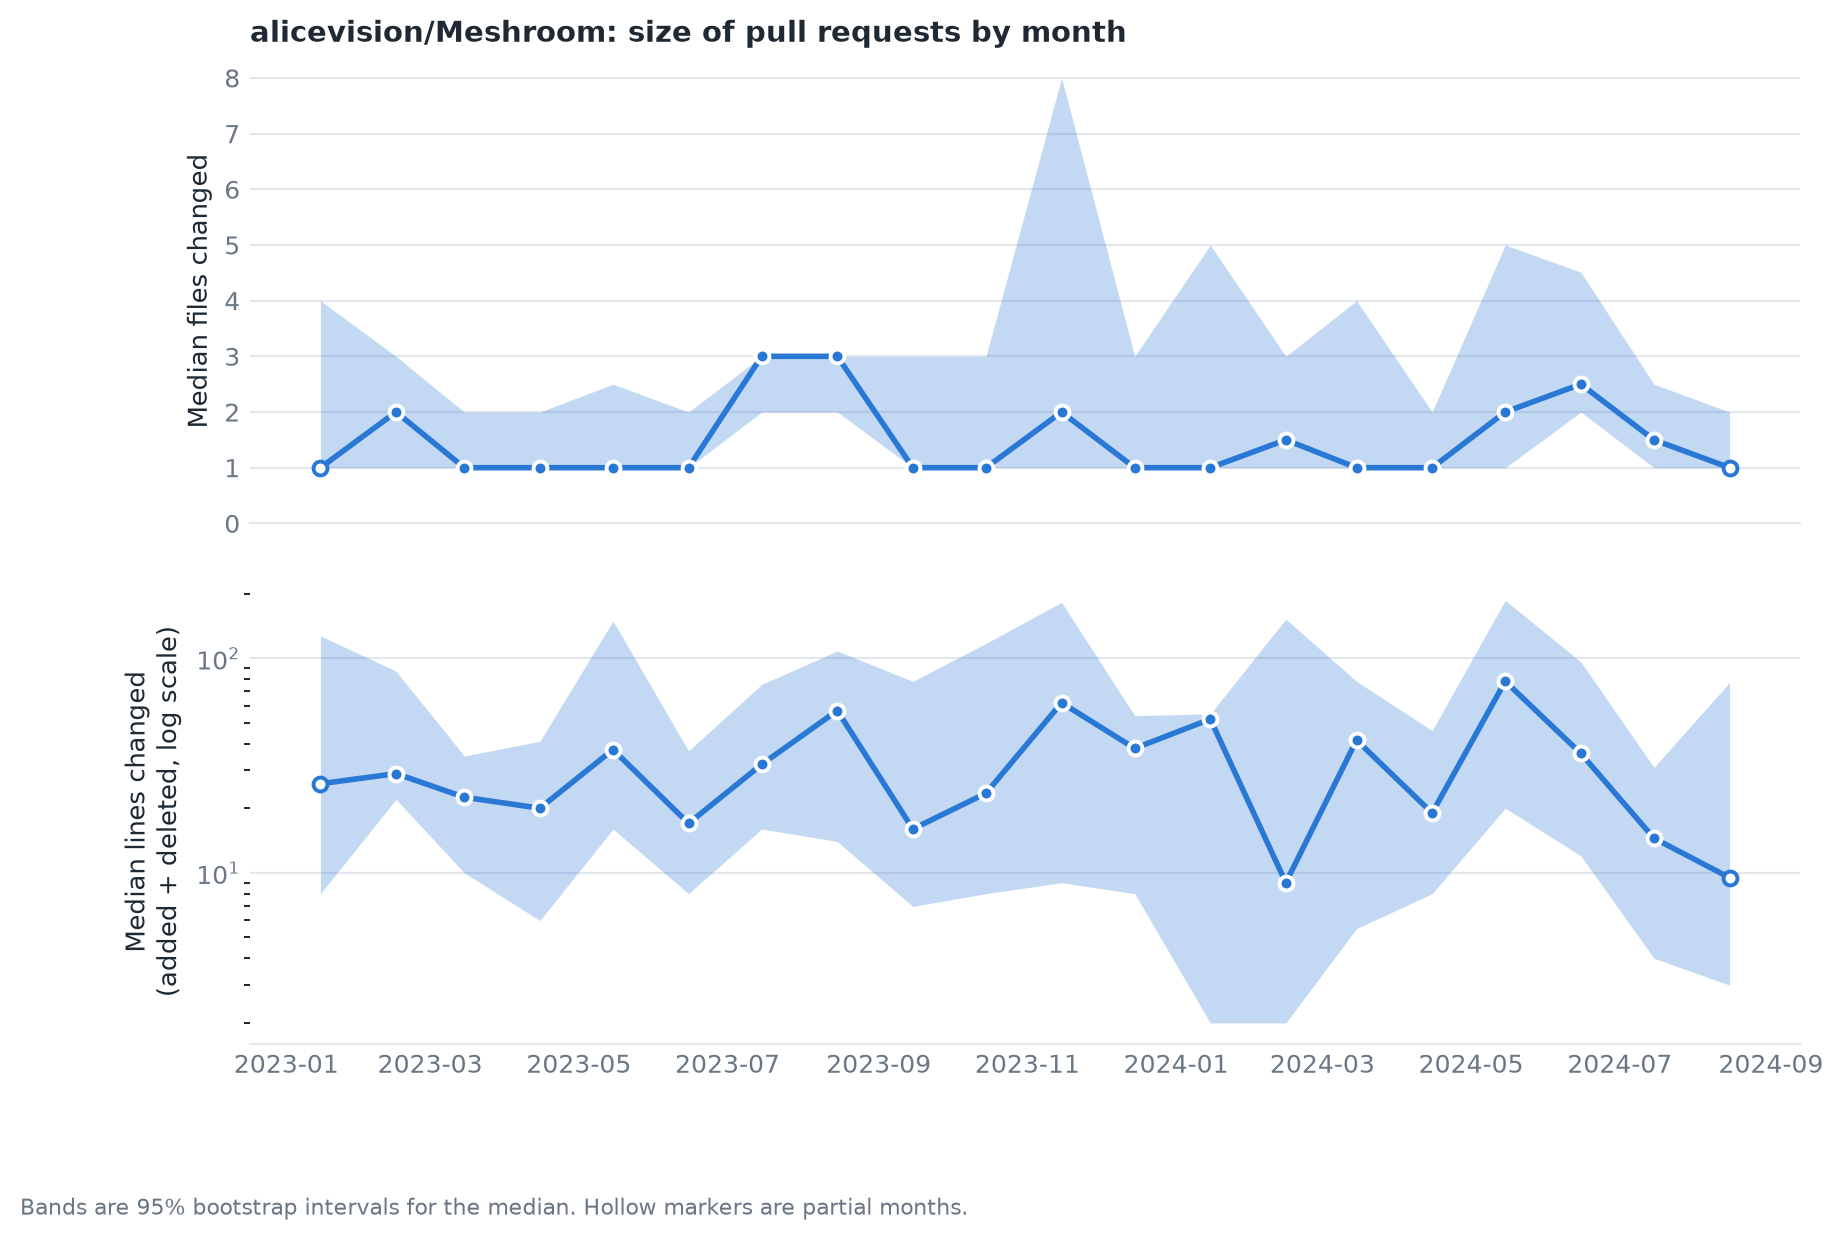 alicevision/Meshroom: size of pull requests by month
Median files changed
8
7
6
5
4
3
2
1
0
Median lines changed
(added + deleted, log scale)
10²
10¹
2023-01 2023-03 2023-05 2023-07 2023-09 2023-11 2024-01 2024-03 2024-05 2024-07 2024-09
Bands are 95% bootstrap intervals for the median. Hollow markers are partial months.